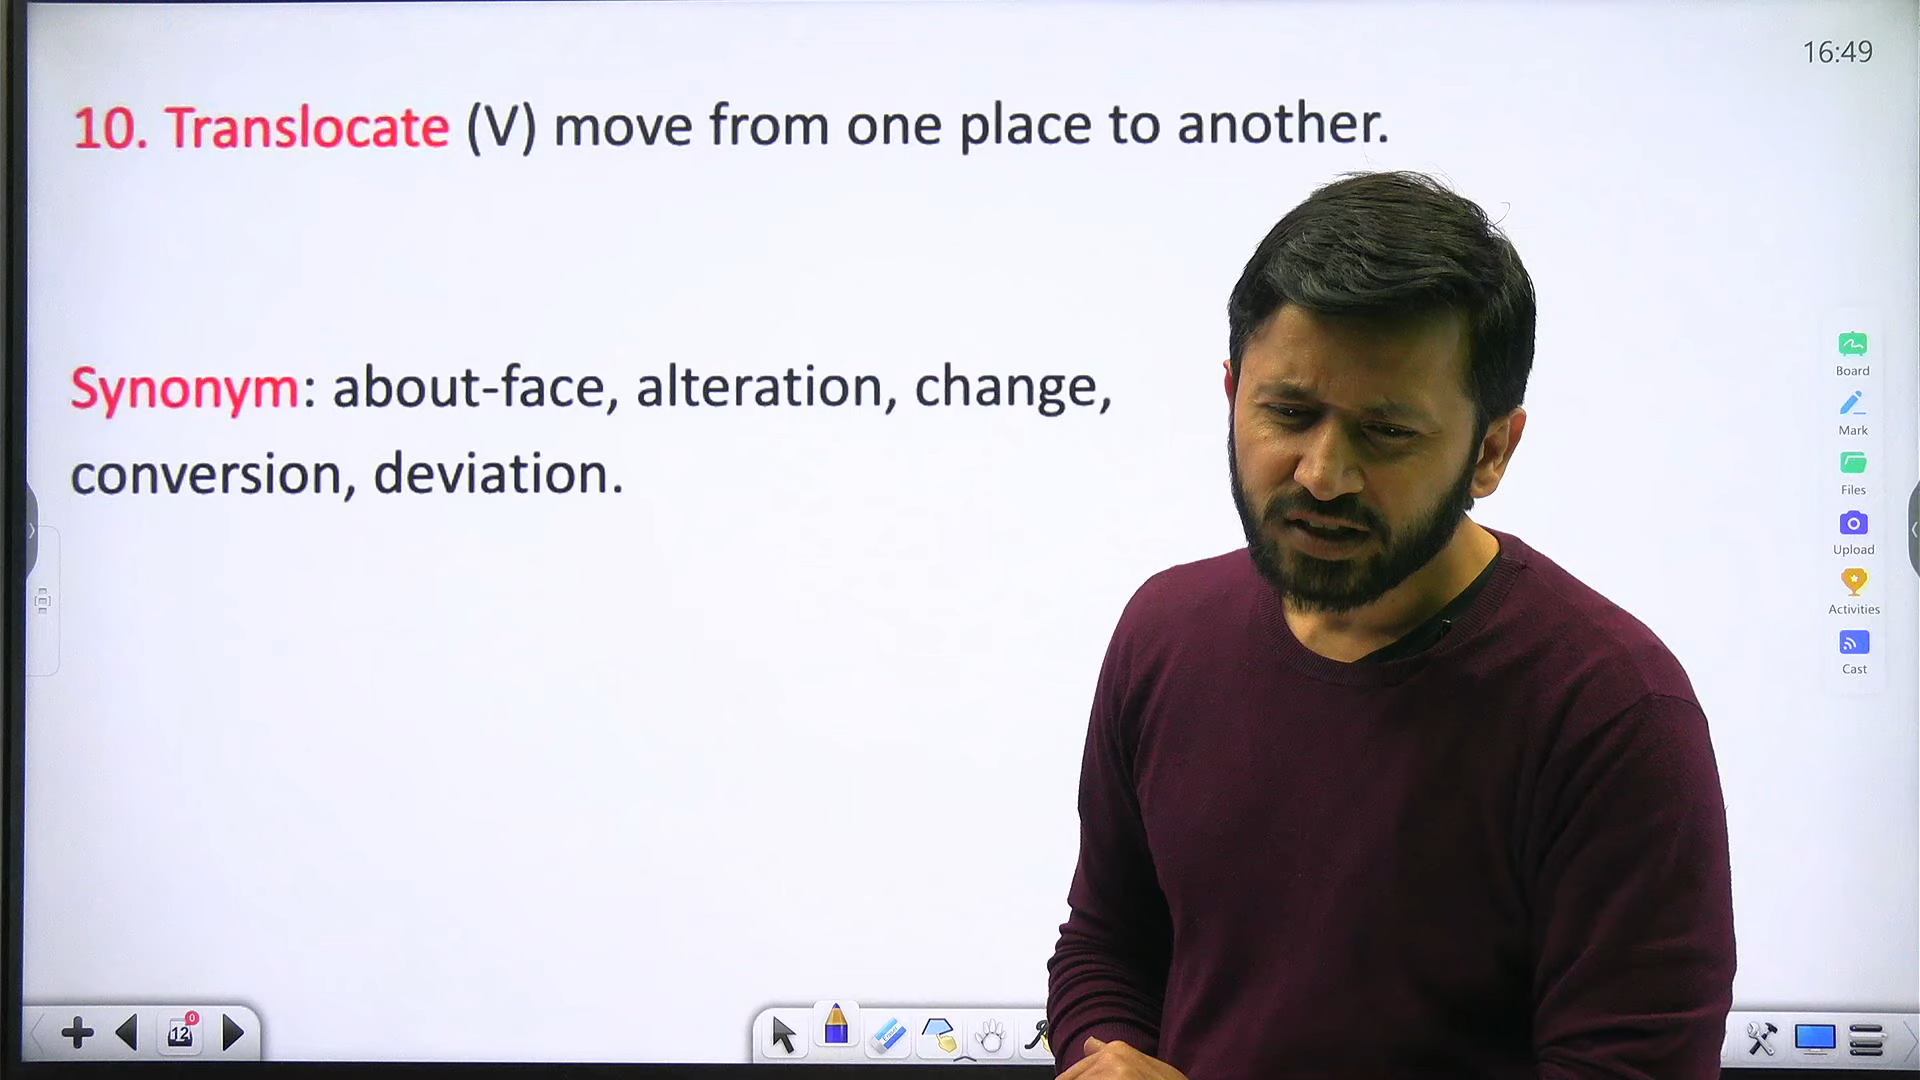 16:49
10. Translocate (V) move from one place to another.
Synonym: about-face, alteration, change,
conversion, deviation.
Board
Mark
Files
Upload
Activities
Cast
12
0